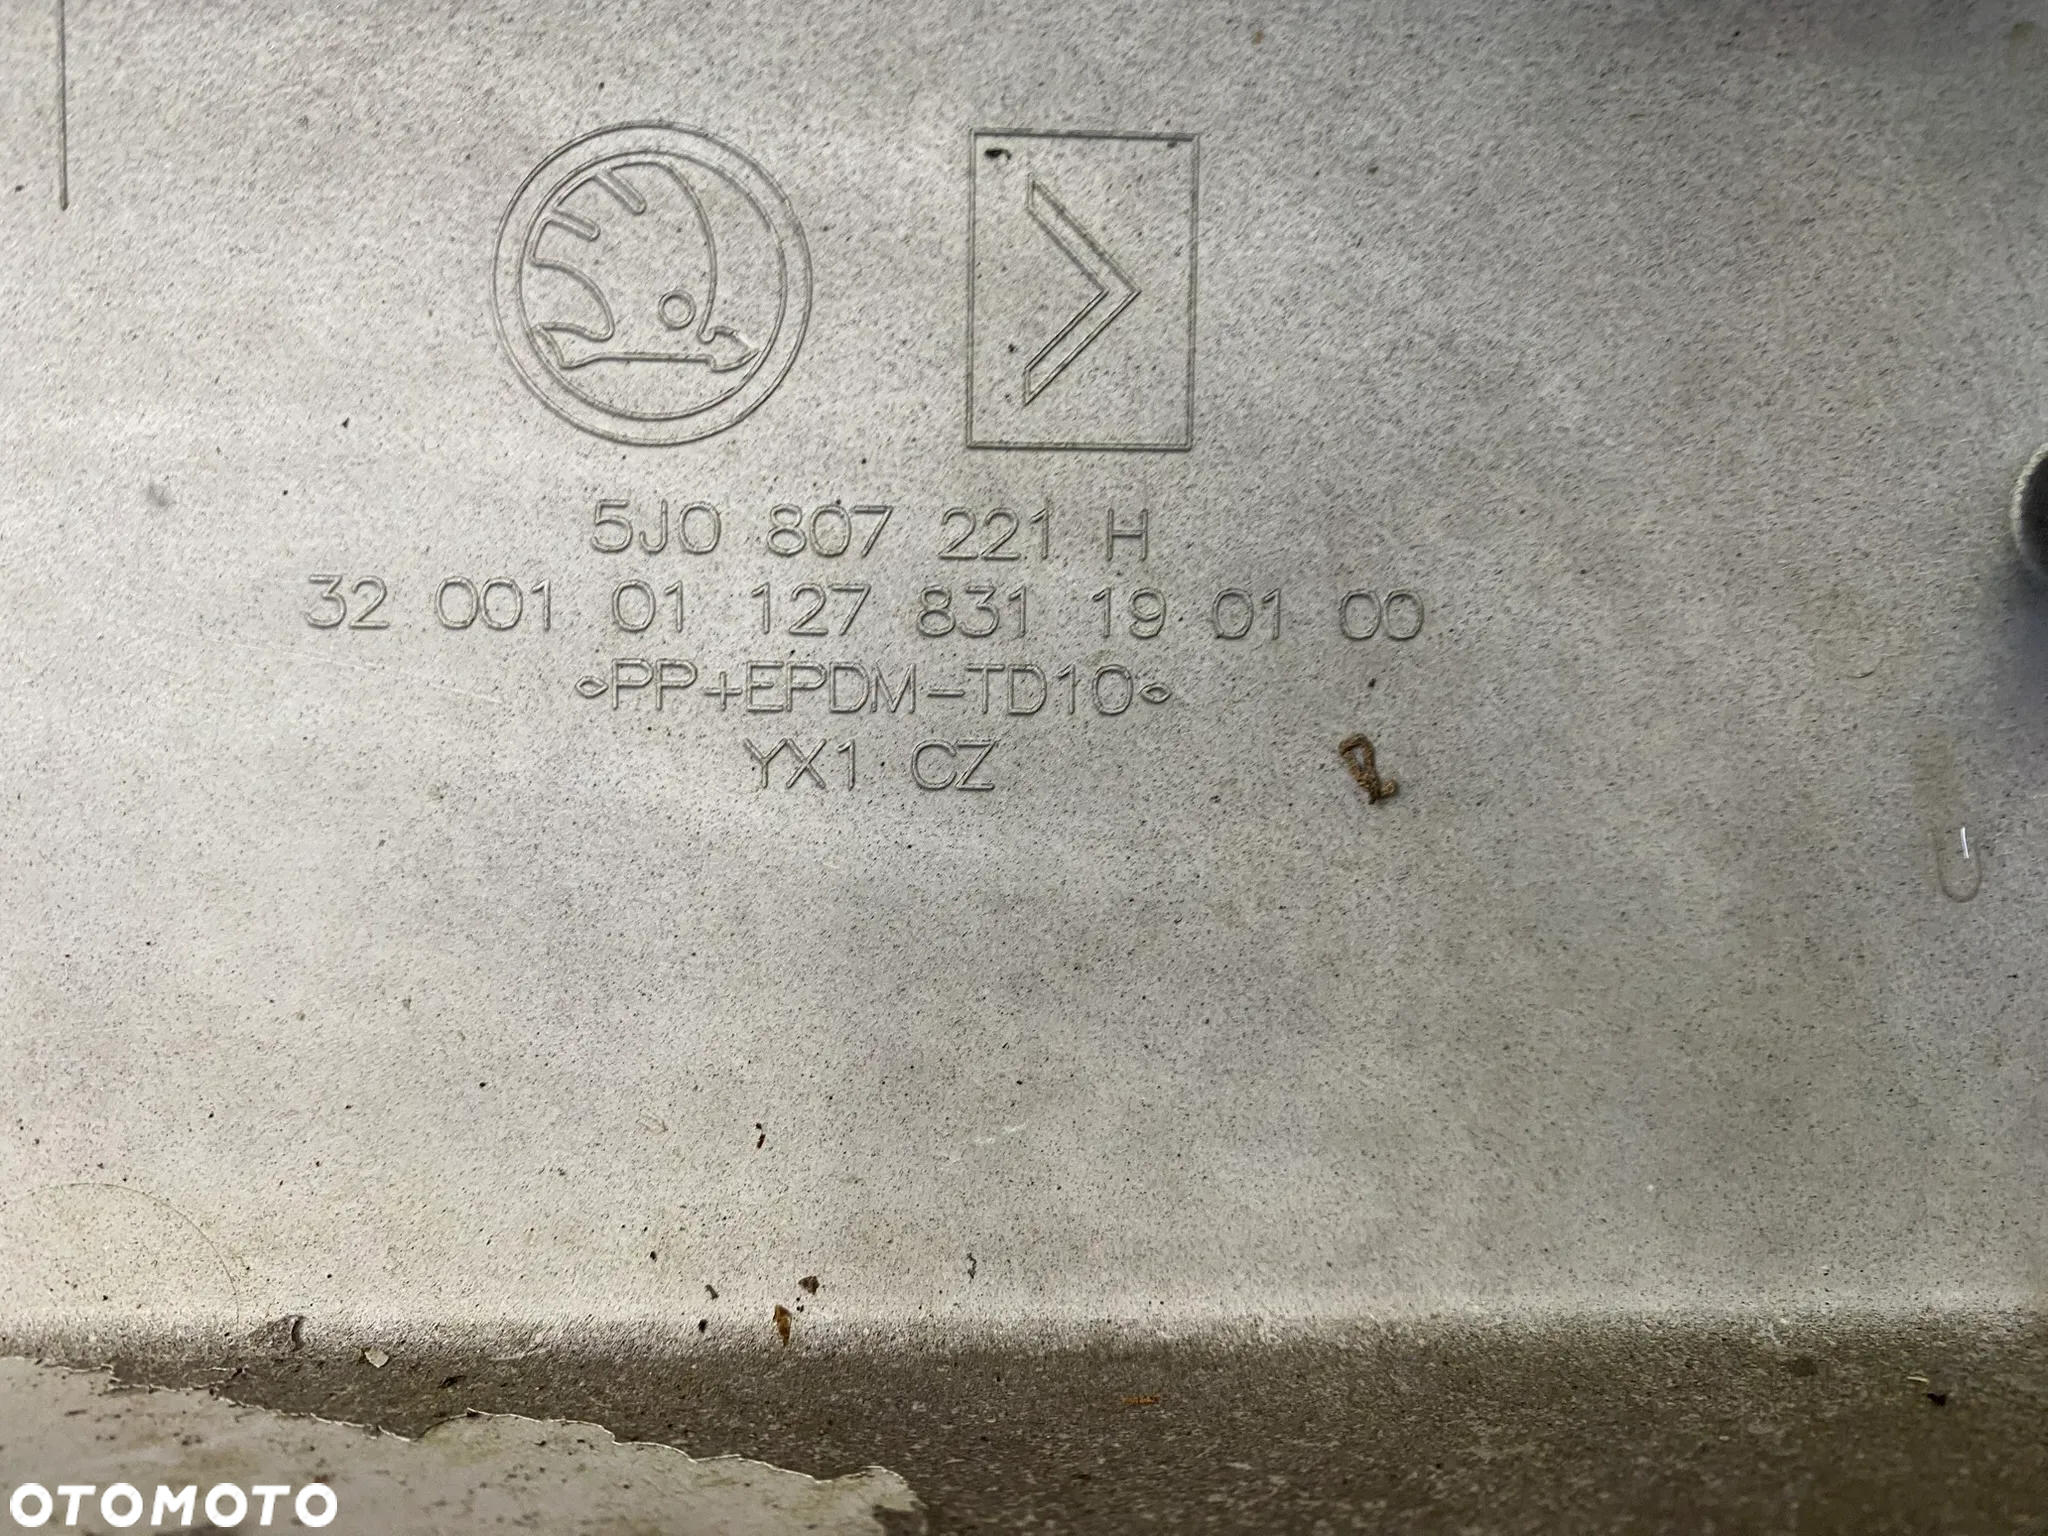 5J0 807 221 H
32 001 01 127 831 19 01 00
>PP+EPDM-TD10<
YX1 CZ
OTOMOTO